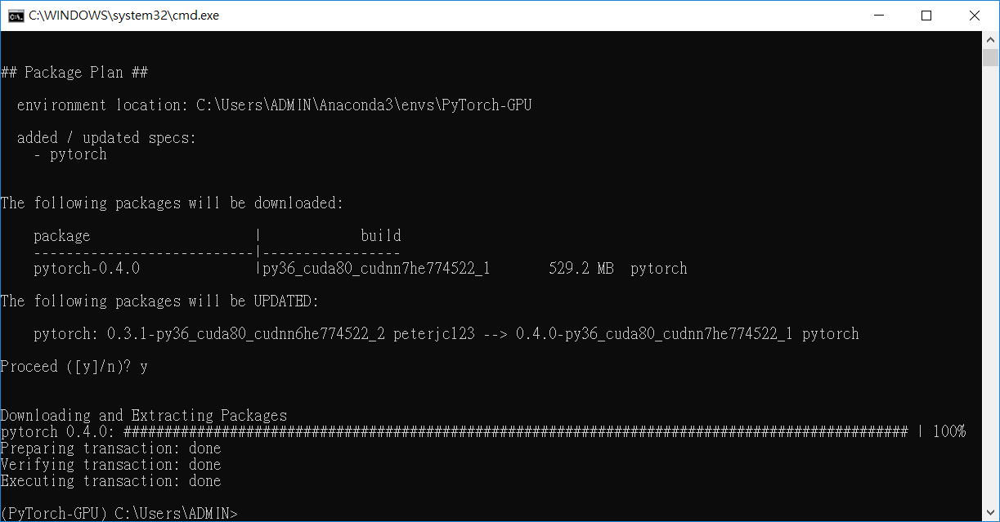 C:\WINDOWS\system32\cmd.exe
## Package Plan ##
environment location: C:\Users\ADMIN\Anaconda3\envs\PyTorch-GPU
added / updated specs:
- pytorch
The following packages will be downloaded:
package | build
---------------------------|-----------------
pytorch-0.4.0 |py36_cuda80_cudnn7he774522_1 529.2 MB pytorch
The following packages will be UPDATED:
pytorch: 0.3.1-py36_cuda80_cudnn6he774522_2 peterjc123 --> 0.4.0-py36_cuda80_cudnn7he774522_1 pytorch
Proceed ([y]/n)? y
Downloading and Extracting Packages
pytorch 0.4.0: ################################################################################################ | 100%
Preparing transaction: done
Verifying transaction: done
Executing transaction: done
(PyTorch-GPU) C:\Users\ADMIN>